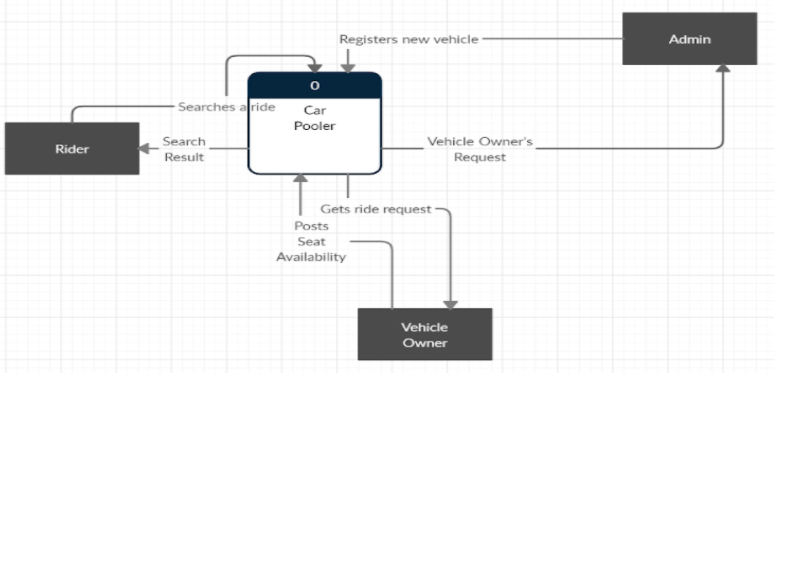 Registers new vehicle
Admin
0
Searches a ride
Car
Pooler
Rider
Search
Result
Vehicle Owner's
Request
Gets ride request
Posts
Seat
Availability
Vehicle
Owner